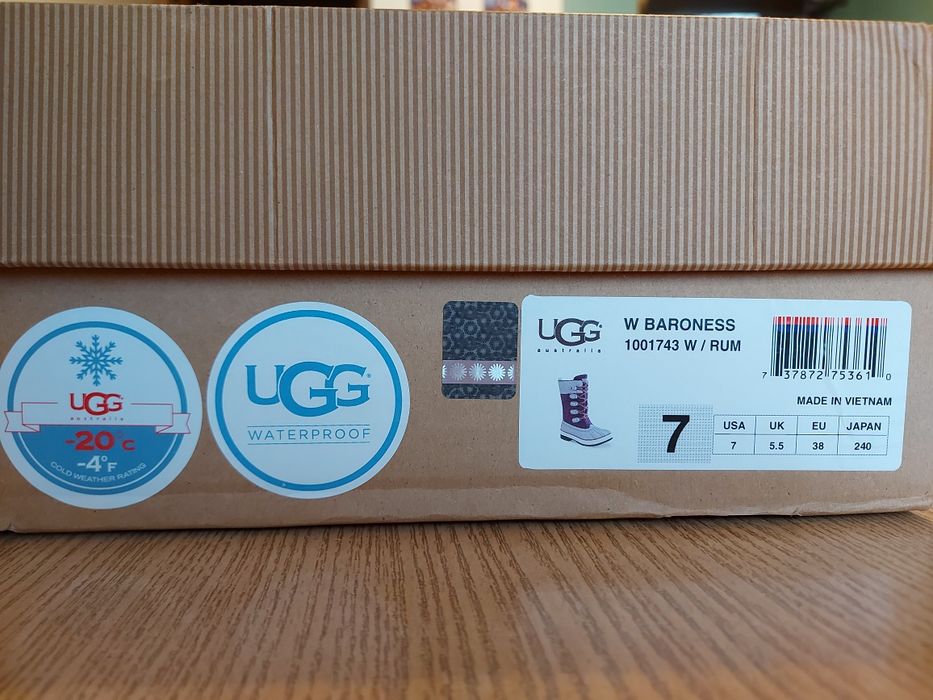 UGG
australia
-20°C
-4°F
COLD WEATHER RATING
UGG®
WATERPROOF
UGG®
australia
W BARONESS
1001743 W / RUM
7 37872 75361 0
MADE IN VIETNAM
7
USA UK EU JAPAN
7 5.5 38 240